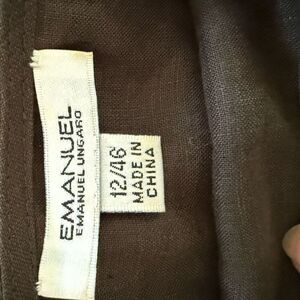 EMANUEL
EMANUEL UNGARO
12/46
MADE IN
CHINA